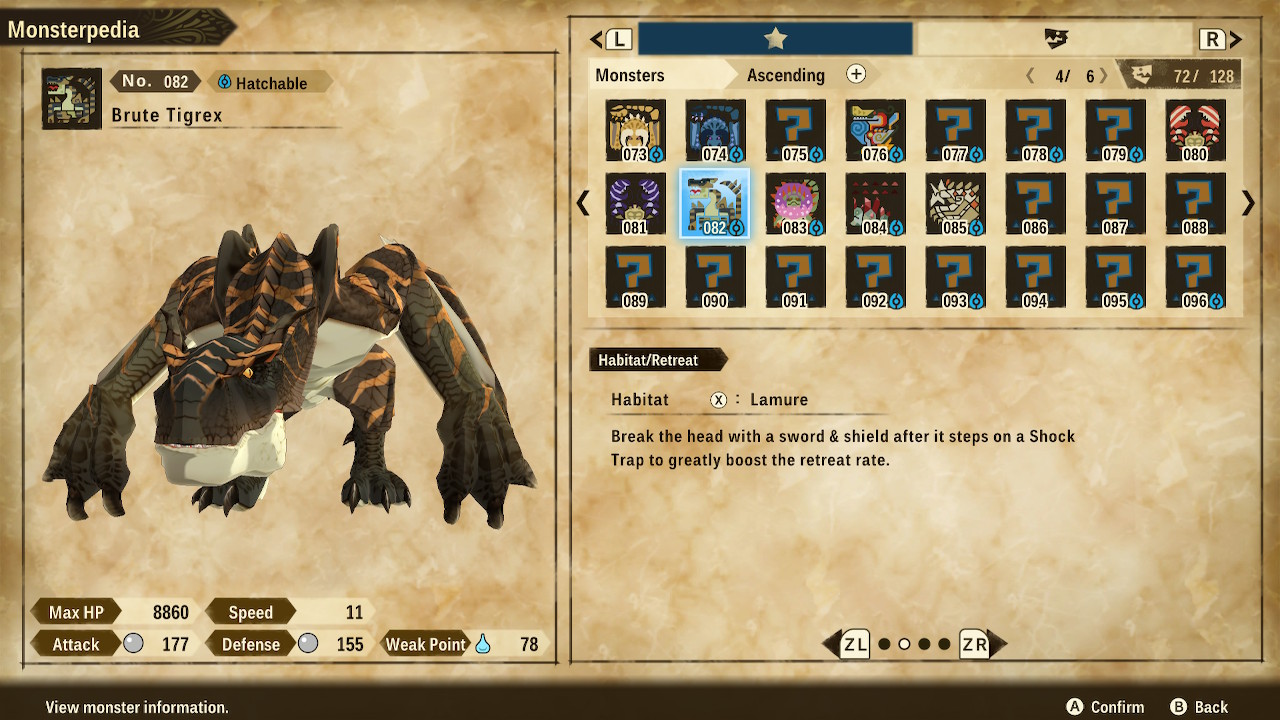 Monsterpedia
No. 082
Hatchable
Brute Tigrex
Max HP 8860
Speed 11
Attack 177
Defense 155
Weak Point 78
L
R
Monsters
Ascending
4/ 6
72/ 128
073 074 075 076 077 078 079 080
081 082 083 084 085 086 087 088
089 090 091 092 093 094 095 096
Habitat/Retreat
Habitat X : Lamure
Break the head with a sword & shield after it steps on a Shock
Trap to greatly boost the retreat rate.
ZL ZR
View monster information.
A Confirm B Back